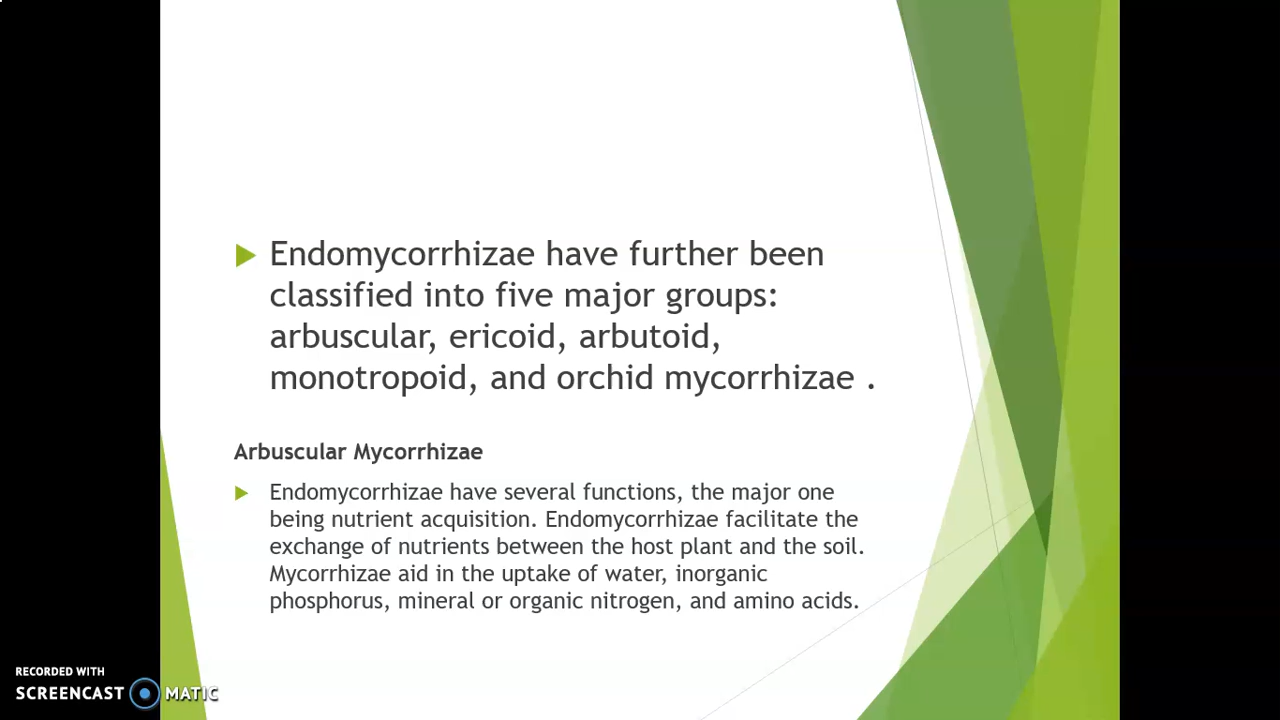 Endomycorrhizae have further been
classified into five major groups:
arbuscular, ericoid, arbutoid,
monotropoid, and orchid mycorrhizae .
Arbuscular Mycorrhizae
Endomycorrhizae have several functions, the major one
being nutrient acquisition. Endomycorrhizae facilitate the
exchange of nutrients between the host plant and the soil.
Mycorrhizae aid in the uptake of water, inorganic
phosphorus, mineral or organic nitrogen, and amino acids.
RECORDED WITH
SCREENCAST MATIC